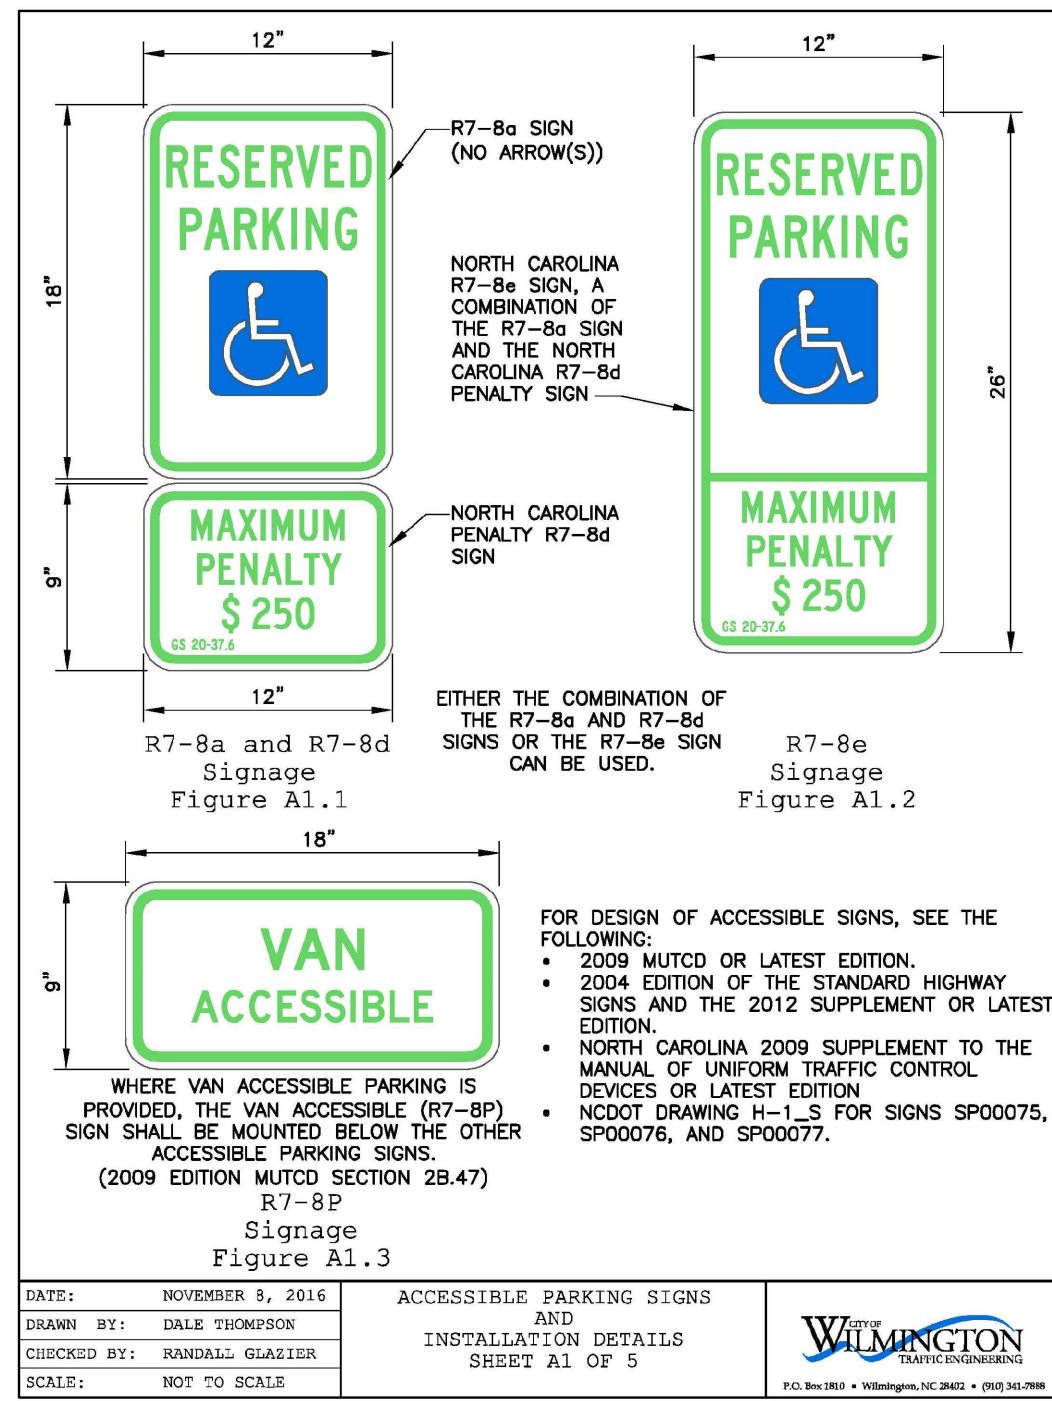 12"
RESERVED
PARKING
18"
R7-8a SIGN
(NO ARROW(S))
MAXIMUM
PENALTY
$ 250
GS 20-37.6
9"
12"
NORTH CAROLINA
PENALTY R7-8d
SIGN
R7-8a and R7-8d
Signage
Figure A1.1
NORTH CAROLINA
R7-8e SIGN, A
COMBINATION OF
THE R7-8a SIGN
AND THE NORTH
CAROLINA R7-8d
PENALTY SIGN
12"
RESERVED
PARKING
26"
MAXIMUM
PENALTY
$ 250
GS 20-37.6
EITHER THE COMBINATION OF
THE R7-8a AND R7-8d
SIGNS OR THE R7-8e SIGN
CAN BE USED.
R7-8e
Signage
Figure A1.2
18"
9"
VAN
ACCESSIBLE
WHERE VAN ACCESSIBLE PARKING IS
PROVIDED, THE VAN ACCESSIBLE (R7-8P)
SIGN SHALL BE MOUNTED BELOW THE OTHER
ACCESSIBLE PARKING SIGNS.
(2009 EDITION MUTCD SECTION 2B.47)
R7-8P
Signage
Figure A1.3
FOR DESIGN OF ACCESSIBLE SIGNS, SEE THE
FOLLOWING:
• 2009 MUTCD OR LATEST EDITION.
• 2004 EDITION OF THE STANDARD HIGHWAY
SIGNS AND THE 2012 SUPPLEMENT OR LATEST
EDITION.
• NORTH CAROLINA 2009 SUPPLEMENT TO THE
MANUAL OF UNIFORM TRAFFIC CONTROL
DEVICES OR LATEST EDITION
• NCDOT DRAWING H-1_S FOR SIGNS SP00075,
SP00076, AND SP00077.
DATE: NOVEMBER 8, 2016
DRAWN BY: DALE THOMPSON
CHECKED BY: RANDALL GLAZIER
SCALE: NOT TO SCALE
ACCESSIBLE PARKING SIGNS
AND
INSTALLATION DETAILS
SHEET A1 OF 5
CITY OF
WILMINGTON
TRAFFIC ENGINEERING
P.O. Box 1810 • Wilmington, NC 28402 • (910) 341-7888